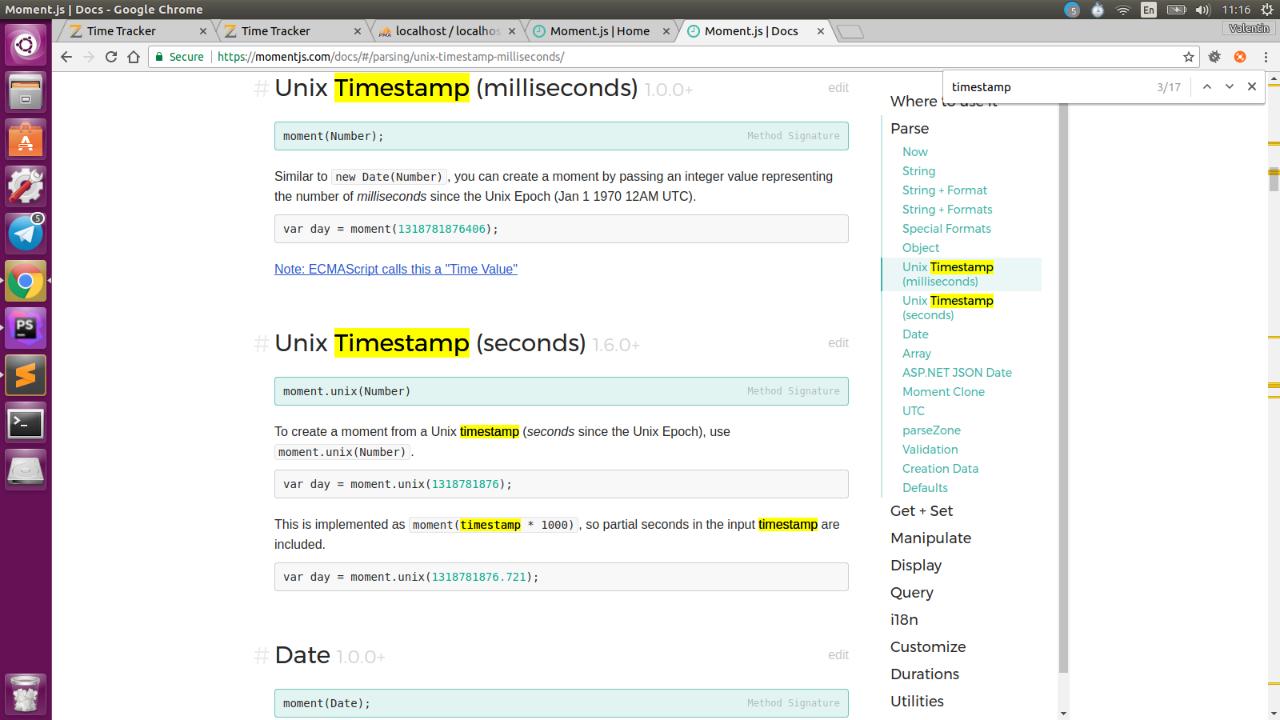 Moment.js | Docs - Google Chrome
5
En
11:16
Time Tracker
Time Tracker
localhost / localhos
Moment.js | Home
Moment.js | Docs
Valentin
Secure
https://momentjs.com/docs/#/parsing/unix-timestamp-milliseconds/
timestamp
3/17
# Unix Timestamp (milliseconds) 1.0.0+
edit
moment(Number);
Method Signature
Similar to new Date(Number), you can create a moment by passing an integer value representing
the number of milliseconds since the Unix Epoch (Jan 1 1970 12AM UTC).
var day = moment(1318781876406);
Note: ECMAScript calls this a "Time Value"
# Unix Timestamp (seconds) 1.6.0+
edit
moment.unix(Number)
Method Signature
To create a moment from a Unix timestamp (seconds since the Unix Epoch), use
moment.unix(Number).
var day = moment.unix(1318781876);
This is implemented as moment(timestamp * 1000), so partial seconds in the input timestamp are
included.
var day = moment.unix(1318781876.721);
# Date 1.0.0+
edit
moment(Date);
Method Signature
Where to use it
Parse
Now
String
String + Format
String + Formats
Special Formats
Object
Unix Timestamp
(milliseconds)
Unix Timestamp
(seconds)
Date
Array
ASP.NET JSON Date
Moment Clone
UTC
parseZone
Validation
Creation Data
Defaults
Get + Set
Manipulate
Display
Query
i18n
Customize
Durations
Utilities
5
PS